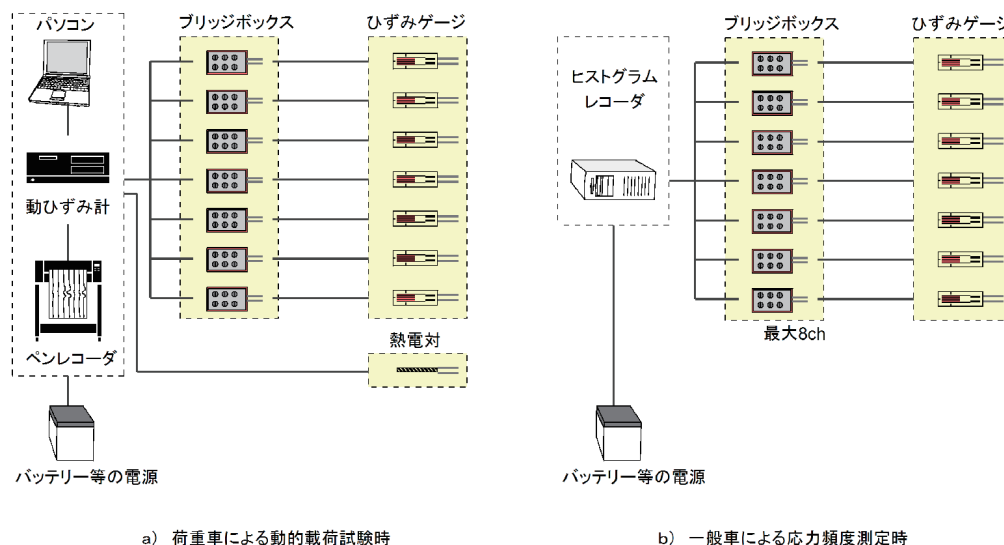 パソコン
ブリッジボックス
ひずみゲージ
動ひずみ計
ペンレコーダ
熱電対
バッテリー等の電源
a) 荷重車による動的載荷試験時
ブリッジボックス
ひずみゲージ
ヒストグラム
レコーダ
最大8ch
バッテリー等の電源
b) 一般車による応力頻度測定時